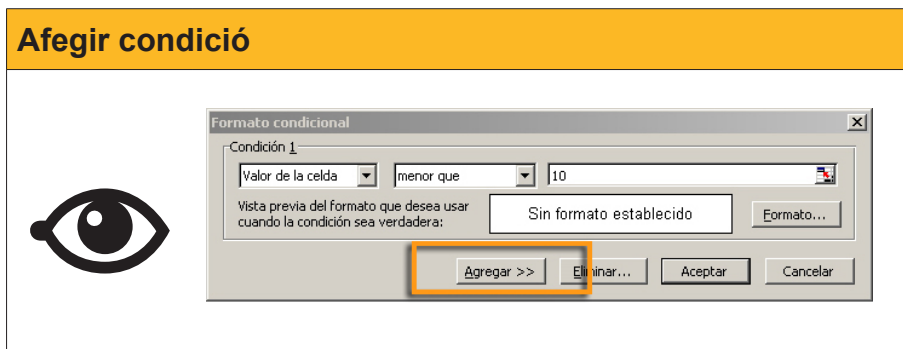 Afegir condició
Formato condicional
Condición 1
Valor de la celda menor que 10
Vista previa del formato que desea usar
cuando la condición sea verdadera:
Sin formato establecido
Formato...
Agregar >> Eliminar... Aceptar Cancelar